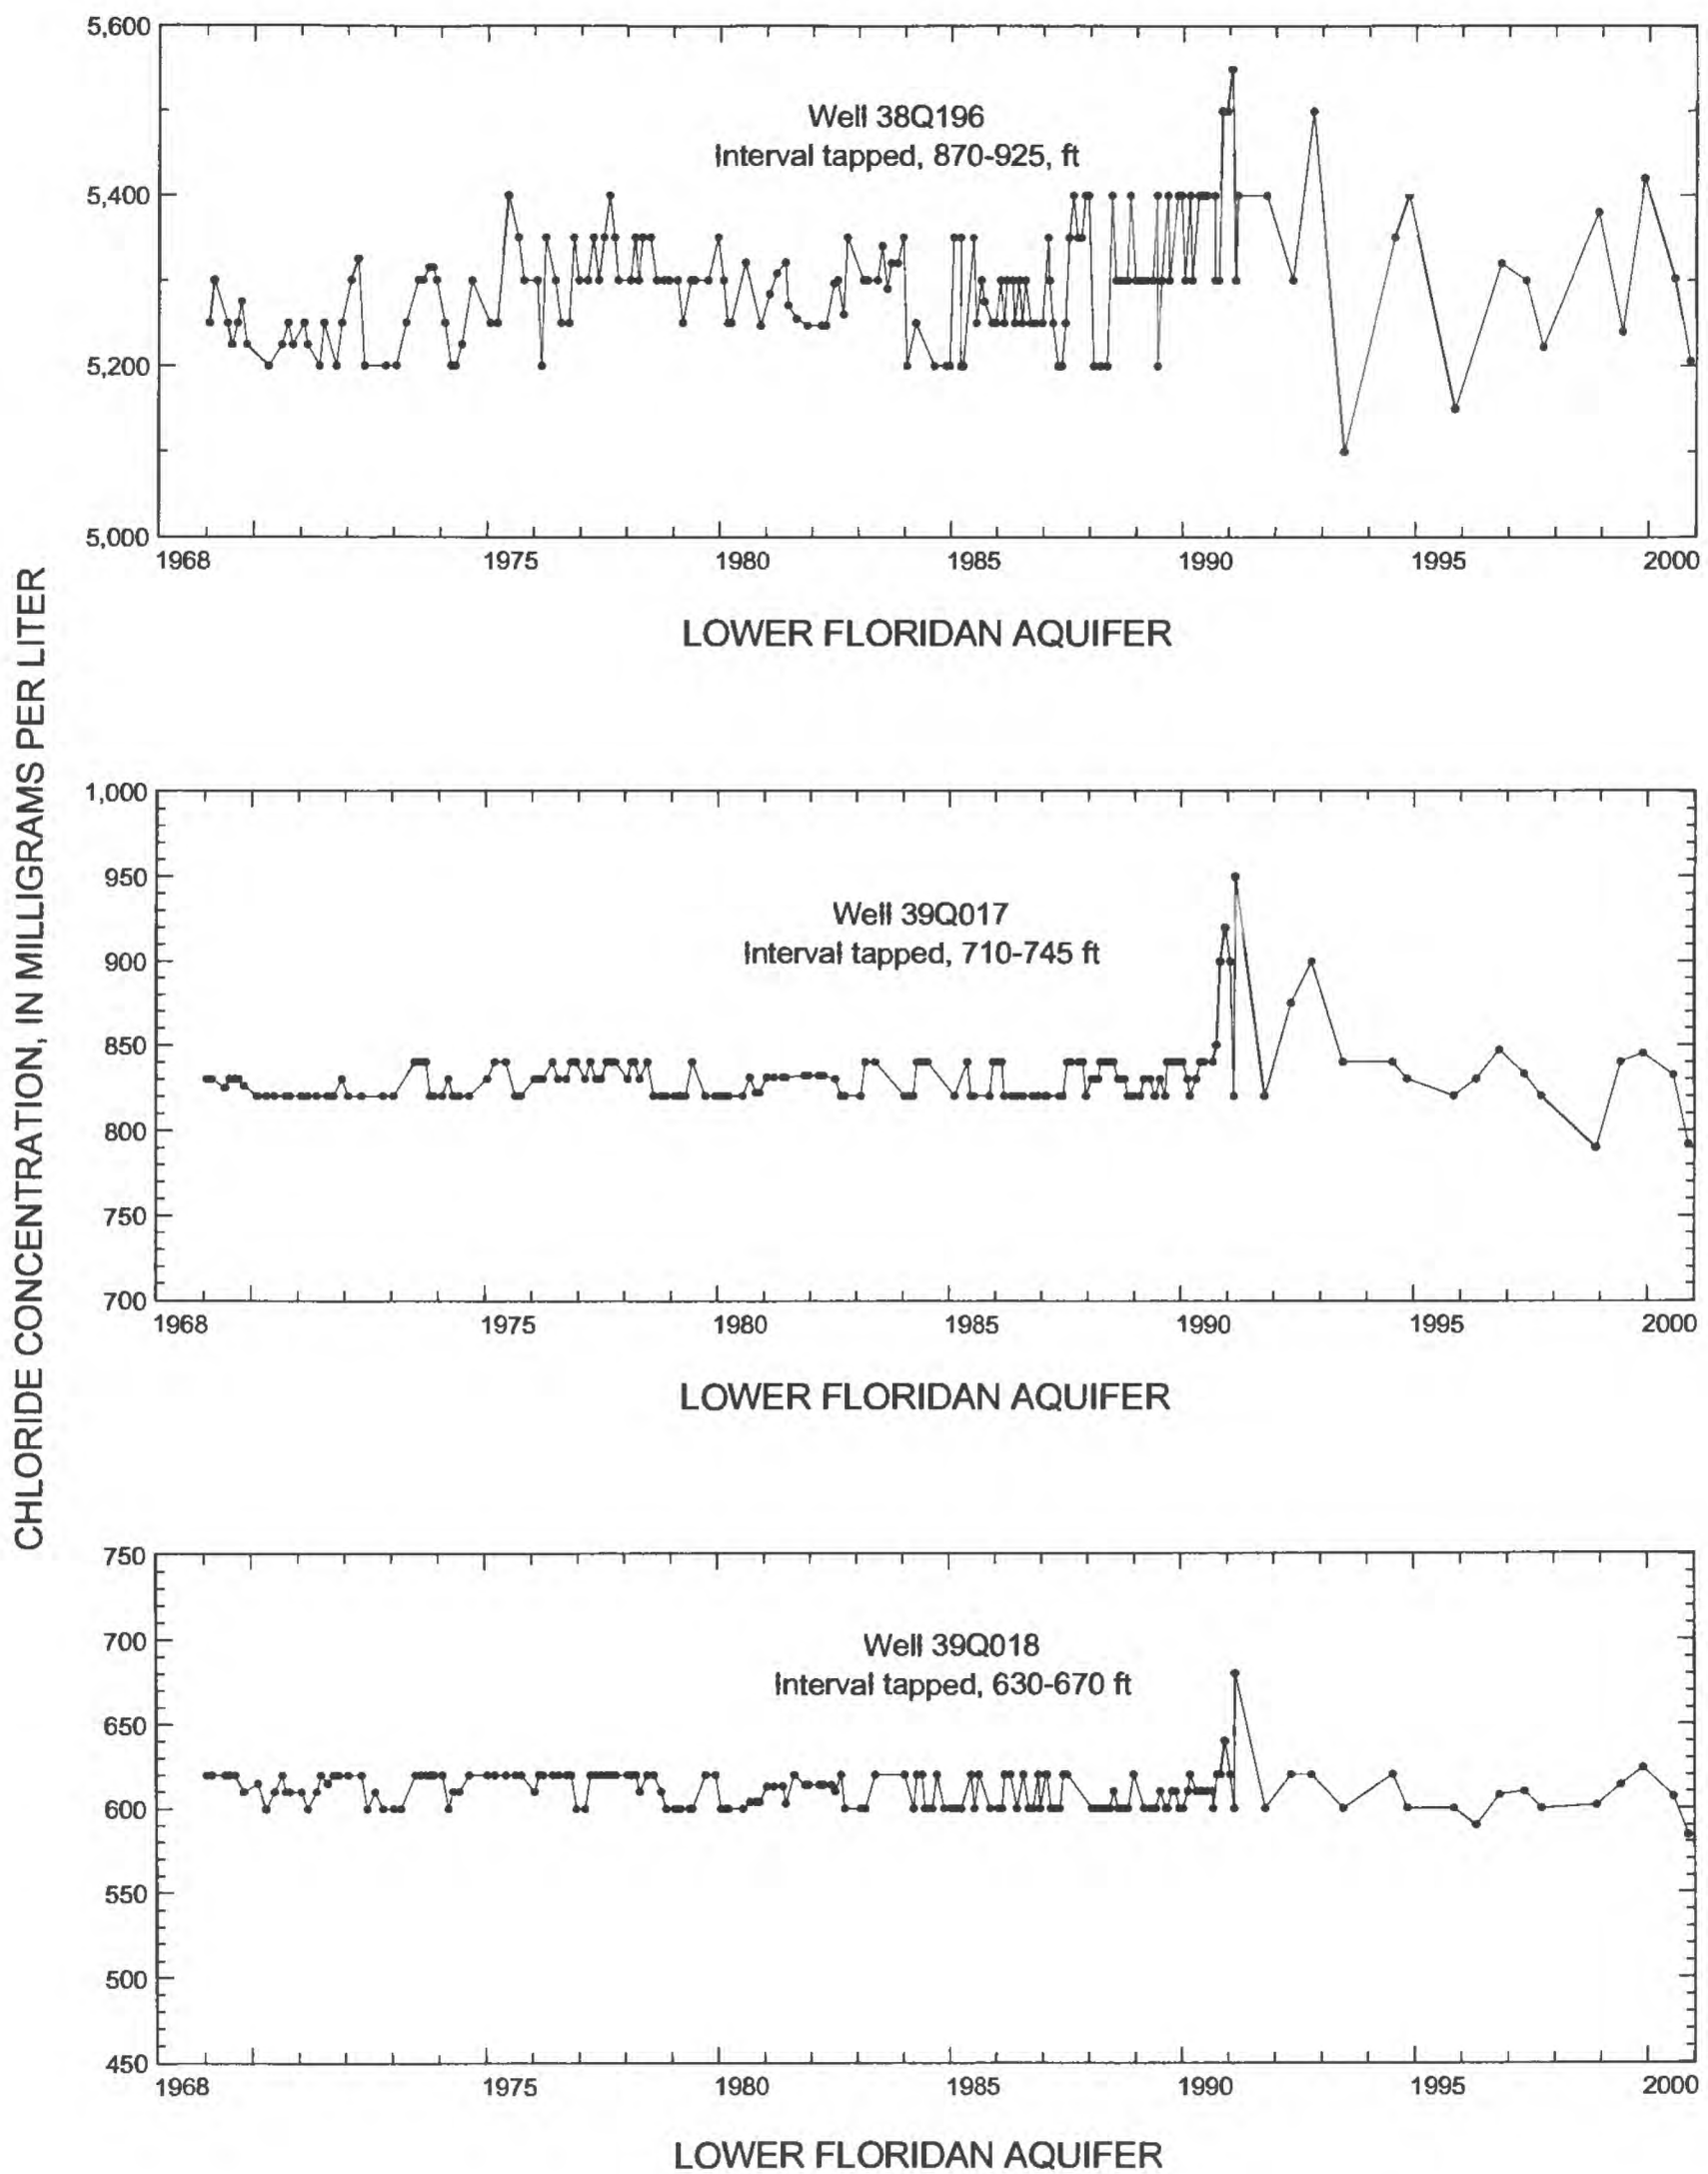 CHLORIDE CONCENTRATION, IN MILLIGRAMS PER LITER
5,600
5,400
5,200
5,000
Well 38Q196
Interval tapped, 870-925, ft
1968 1975 1980 1985 1990 1995 2000
LOWER FLORIDAN AQUIFER
1,000
950
900
850
800
750
700
Well 39Q017
Interval tapped, 710-745 ft
1968 1975 1980 1985 1990 1995 2000
LOWER FLORIDAN AQUIFER
750
700
650
600
550
500
450
Well 39Q018
Interval tapped, 630-670 ft
1968 1975 1980 1985 1990 1995 2000
LOWER FLORIDAN AQUIFER